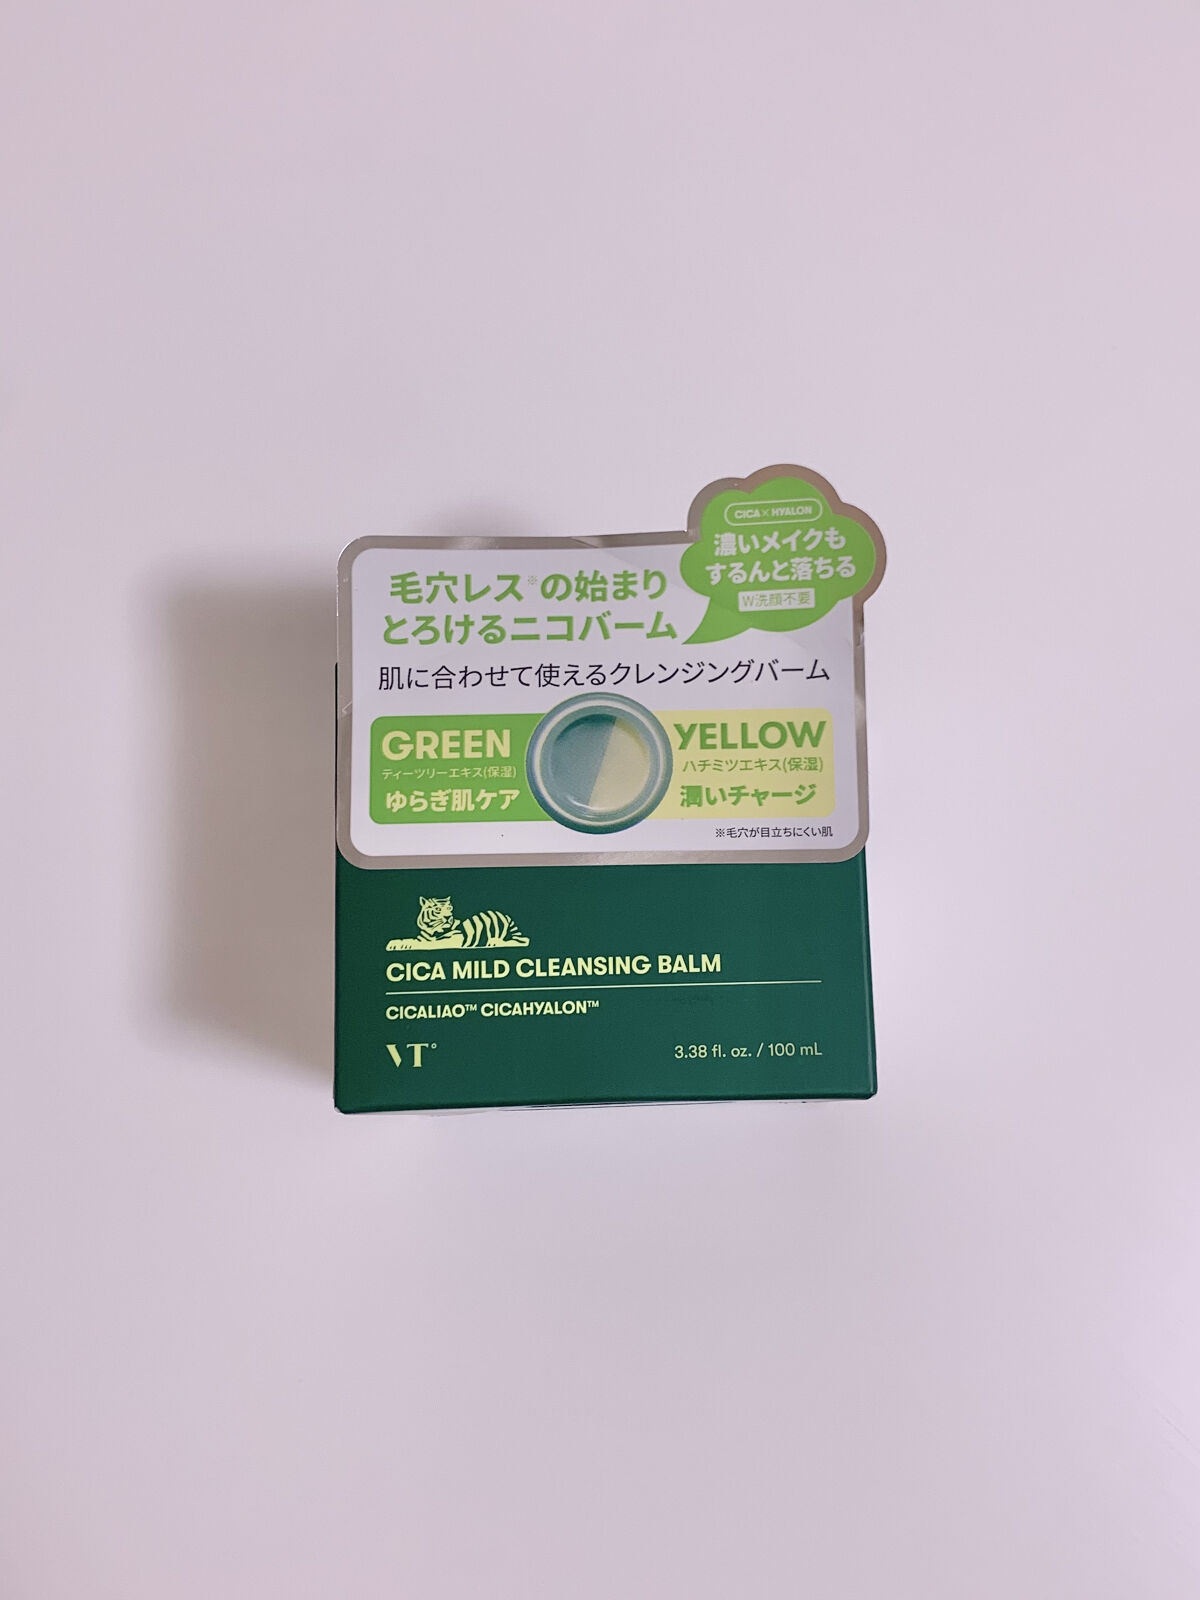 CICA×HYALON
濃いメイクも
するんと落ちる
W洗顔不要
毛穴レス※の始まり
とろけるニコバーム
肌に合わせて使えるクレンジングバーム
GREEN
ティーツリーエキス(保湿)
ゆらぎ肌ケア
YELLOW
ハチミツエキス(保湿)
潤いチャージ
※毛穴が目立ちにくい肌
CICA MILD CLEANSING BALM
CICALIAO™ CICAHYALON™
VT°
3.38 fl. oz. / 100 mL